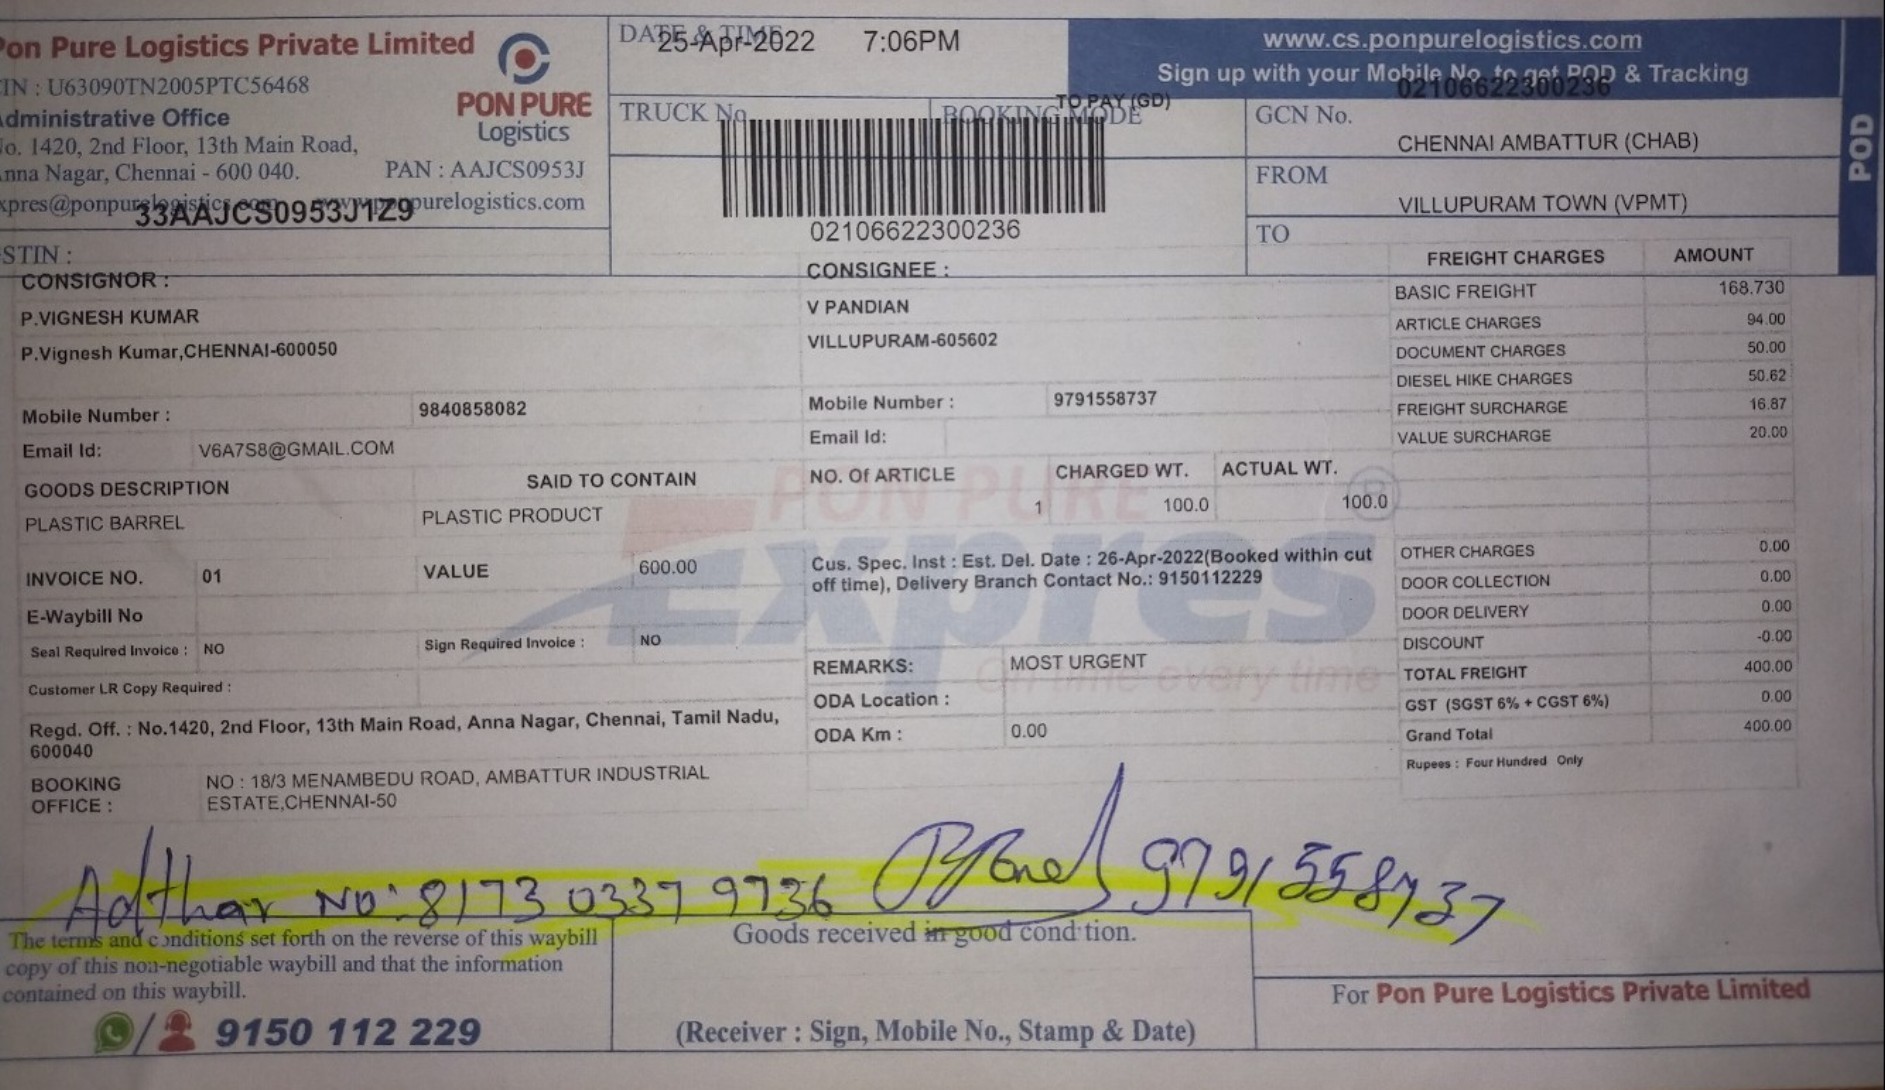 Pon Pure Logistics Private Limited
IN : U63090TN2005PTC56468
dministrative Office
o. 1420, 2nd Floor, 13th Main Road,
nna Nagar, Chennai - 600 040.
PAN : AAJCS0953J
33AAJCS0953J1Z9
STIN :
PON PURE
Logistics
DATE & TIME
25-Apr-2022 7:06PM
TRUCK No
BOOKING MODE
TO PAY (GD)
02106622300236
www.cs.ponpurelogistics.com
Sign up with your Mobile No. to get POD & Tracking
02106622300236
GCN No.
CHENNAI AMBATTUR (CHAB)
FROM
VILLUPURAM TOWN (VPMT)
TO
POD
CONSIGNOR :
P.VIGNESH KUMAR
P.Vignesh Kumar,CHENNAI-600050
Mobile Number : 9840858082
Email Id: V6A7S8@GMAIL.COM
CONSIGNEE :
V PANDIAN
VILLUPURAM-605602
Mobile Number : 9791558737
Email Id:
GOODS DESCRIPTION SAID TO CONTAIN NO. Of ARTICLE CHARGED WT. ACTUAL WT.
PLASTIC BARREL PLASTIC PRODUCT 1 100.0 100.0
INVOICE NO. 01 VALUE 600.00
E-Waybill No
Seal Required Invoice : NO Sign Required Invoice : NO
Customer LR Copy Required :
Regd. Off. : No.1420, 2nd Floor, 13th Main Road, Anna Nagar, Chennai, Tamil Nadu,
600040
BOOKING NO : 18/3 MENAMBEDU ROAD, AMBATTUR INDUSTRIAL
OFFICE : ESTATE,CHENNAI-50
Cus. Spec. Inst : Est. Del. Date : 26-Apr-2022(Booked within cut
off time), Delivery Branch Contact No.: 9150112229
REMARKS: MOST URGENT
ODA Location :
ODA Km : 0.00
PON PURE
Expres
On time every time
FREIGHT CHARGES AMOUNT
BASIC FREIGHT 168.730
ARTICLE CHARGES 94.00
DOCUMENT CHARGES 50.00
DIESEL HIKE CHARGES 50.62
FREIGHT SURCHARGE 16.87
VALUE SURCHARGE 20.00
OTHER CHARGES 0.00
DOOR COLLECTION 0.00
DOOR DELIVERY 0.00
DISCOUNT -0.00
TOTAL FREIGHT 400.00
GST (SGST 6% + CGST 6%) 0.00
Grand Total 400.00
Rupees : Four Hundred Only
Adthar NO: 8173 0337 9736 9791558737
The terms and conditions set forth on the reverse of this waybill
copy of this non-negotiable waybill and that the information
contained on this waybill.
9150 112 229
Goods received in good condtion.
(Receiver : Sign, Mobile No., Stamp & Date)
For Pon Pure Logistics Private Limited